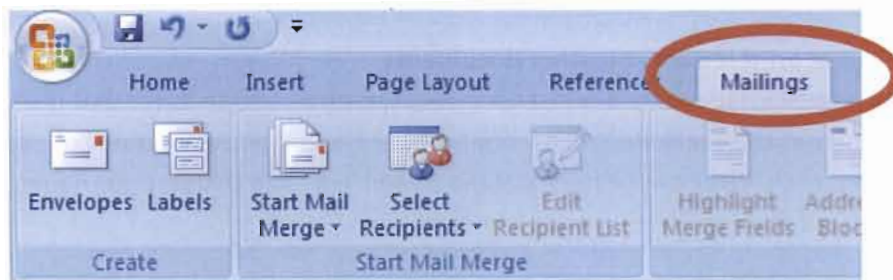 Home Insert Page Layout Mailings
Envelopes Labels Start Mail Select Edit Highlight
Merge Recipients Recipient List Merge Fields
Create Start Mail Merge